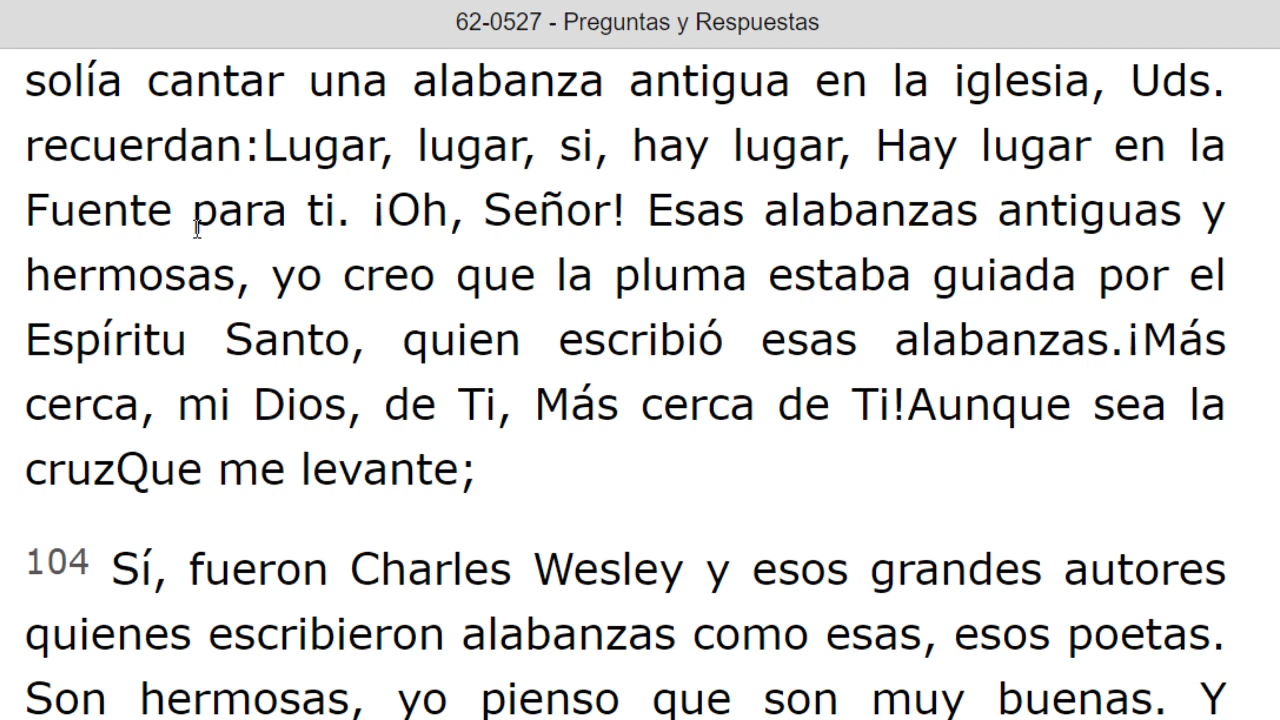 62-0527 - Preguntas y Respuestas
solía cantar una alabanza antigua en la iglesia, Uds.
recuerdan:Lugar, lugar, si, hay lugar, Hay lugar en la
Fuente para ti. ¡Oh, Señor! Esas alabanzas antiguas y
hermosas, yo creo que la pluma estaba guiada por el
Espíritu Santo, quien escribió esas alabanzas.¡Más
cerca, mi Dios, de Ti, Más cerca de Ti!Aunque sea la
cruzQue me levante;
104 Sí, fueron Charles Wesley y esos grandes autores
quienes escribieron alabanzas como esas, esos poetas.
Son hermosas, yo pienso que son muy buenas. Y